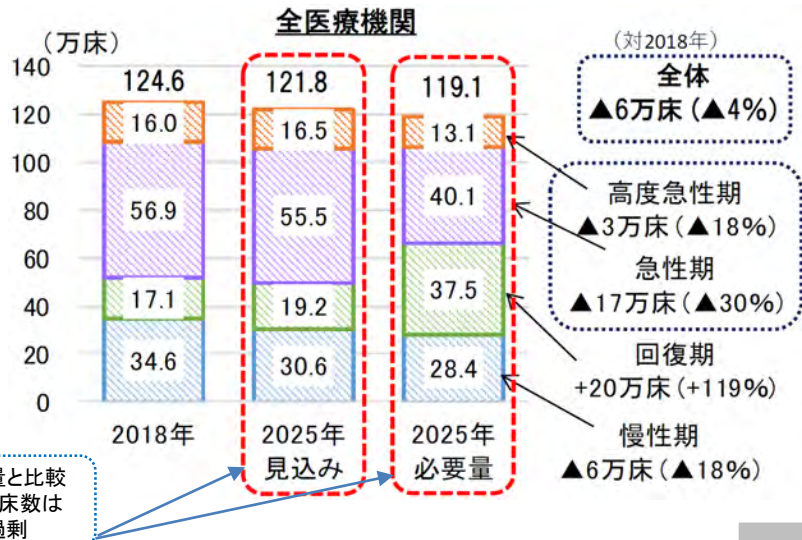 全医療機関
(万床)
(対2018年)
140
120
100
80
60
40
20
0
124.6
16.0
56.9
17.1
34.6
2018年
121.8
16.5
55.5
19.2
30.6
2025年
見込み
119.1
13.1
40.1
37.5
28.4
2025年
必要量
全体
▲6万床(▲4%)
高度急性期
▲3万床(▲18%)
急性期
▲17万床(▲30%)
回復期
+20万床(+119%)
慢性期
▲6万床(▲18%)
量と比較
床数は
過剰